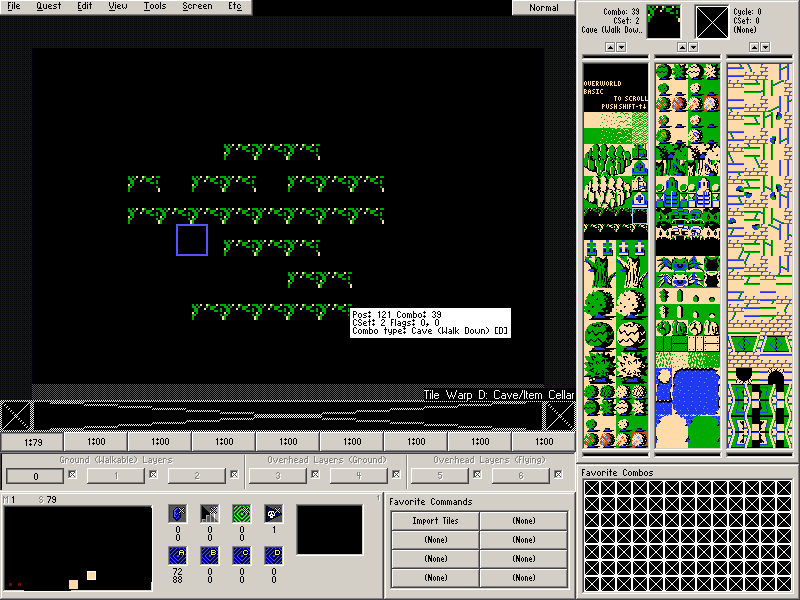 File Quest Edit View Tools Screen Etc
Normal
Combo: 39
CSet: 2
Cave (Walk Dow..
Cycle: 0
CSet: 0
(None)
OVERWORLD
BASIC
TO SCROLL
PUSH SHIFT-↑↓
Pos: 121 Combo: 39
CSet: 2 Flags: 0, 0
Combo type: Cave (Walk Down) [D]
Tile Warp D: Cave/Item Cellar
1:79 1:00 1:00 1:00 1:00 1:00 1:00 1:00 1:00
Ground (Walkable) Layers
Overhead Layers (Ground)
Overhead Layers (Flying)
0 1 2 3 4 5 6
M 1 S 79
1
0 0 0 1
0 0 0
A B C D
72 0 0 0
88 0 0 0
Favorite Commands
Import Tiles (None)
(None) (None)
(None) (None)
(None) (None)
Favorite Combos